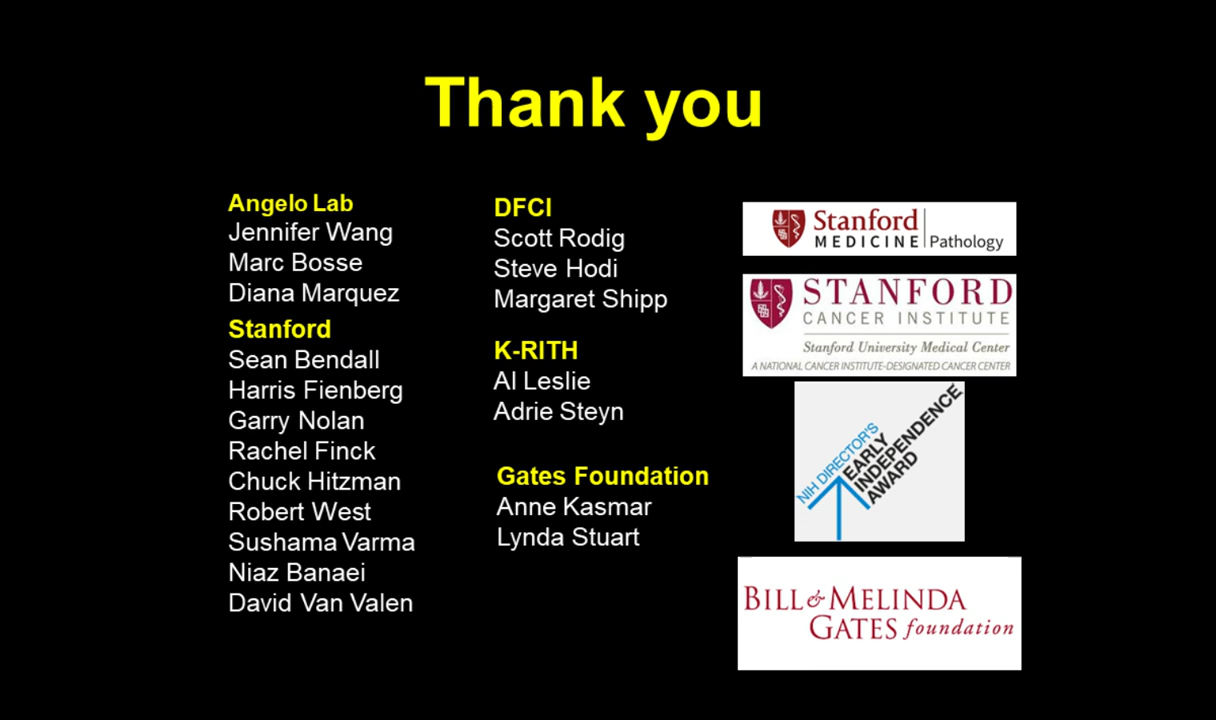 Thank you
Angelo Lab
Jennifer Wang
Marc Bosse
Diana Marquez
Stanford
Sean Bendall
Harris Fienberg
Garry Nolan
Rachel Finck
Chuck Hitzman
Robert West
Sushama Varma
Niaz Banaei
David Van Valen
DFCI
Scott Rodig
Steve Hodi
Margaret Shipp
K-RITH
Al Leslie
Adrie Steyn
Gates Foundation
Anne Kasmar
Lynda Stuart
Stanford
MEDICINE Pathology
STANFORD
CANCER INSTITUTE
Stanford University Medical Center
A NATIONAL CANCER INSTITUTE-DESIGNATED CANCER CENTER
NIH DIRECTOR'S
EARLY
INDEPENDENCE
AWARD
BILL & MELINDA
GATES foundation